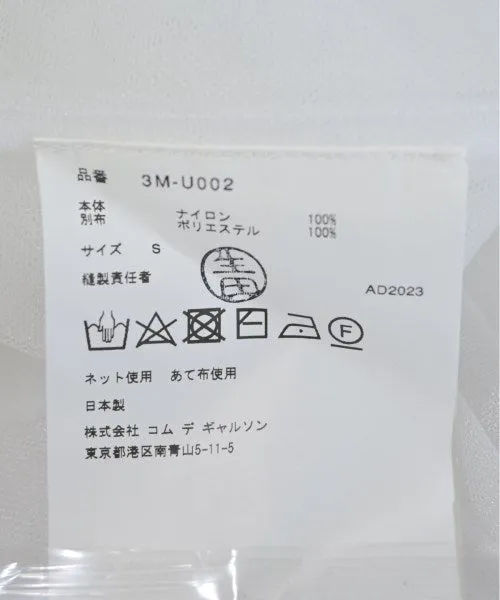 品番 3M-U002
本体 ナイロン 100%
別布 ポリエステル 100%
サイズ S
縫製責任者 生田
AD2023
F
ネット使用 あて布使用
日本製
株式会社 コム デ ギャルソン
東京都港区南青山5-11-5